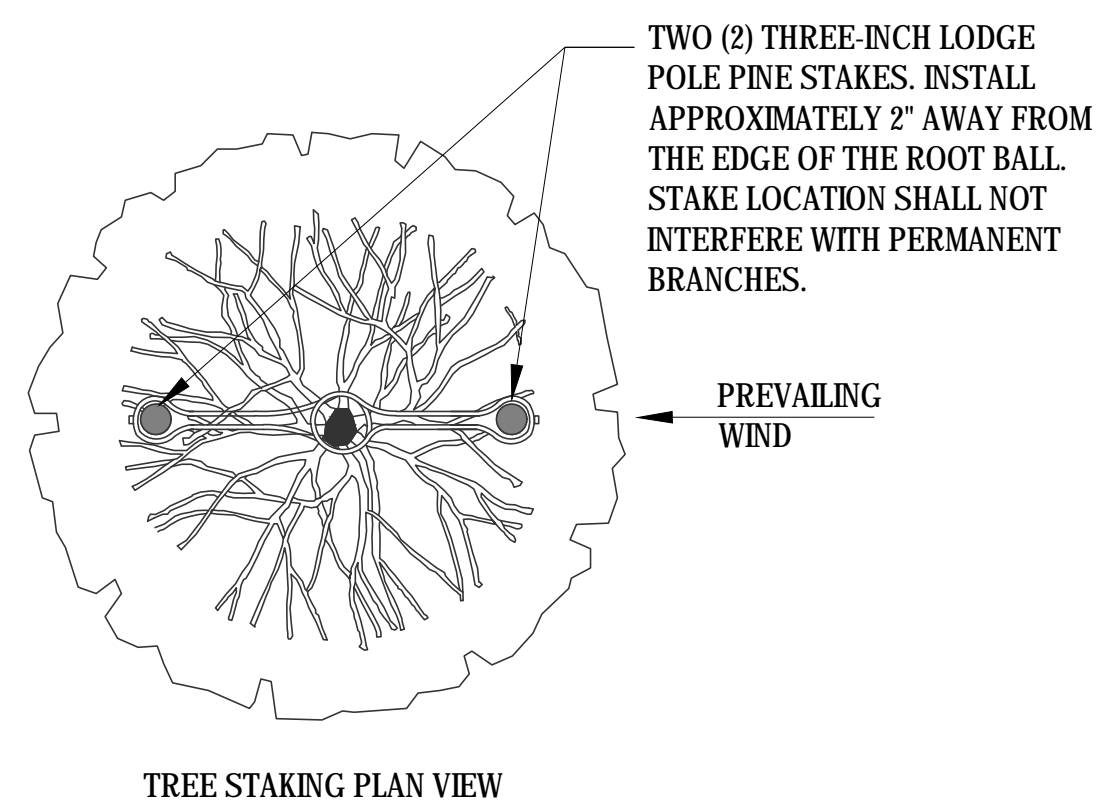 TWO (2) THREE-INCH LODGE
POLE PINE STAKES. INSTALL
APPROXIMATELY 2" AWAY FROM
THE EDGE OF THE ROOT BALL.
STAKE LOCATION SHALL NOT
INTERFERE WITH PERMANENT
BRANCHES.
PREVAILING
WIND
TREE STAKING PLAN VIEW